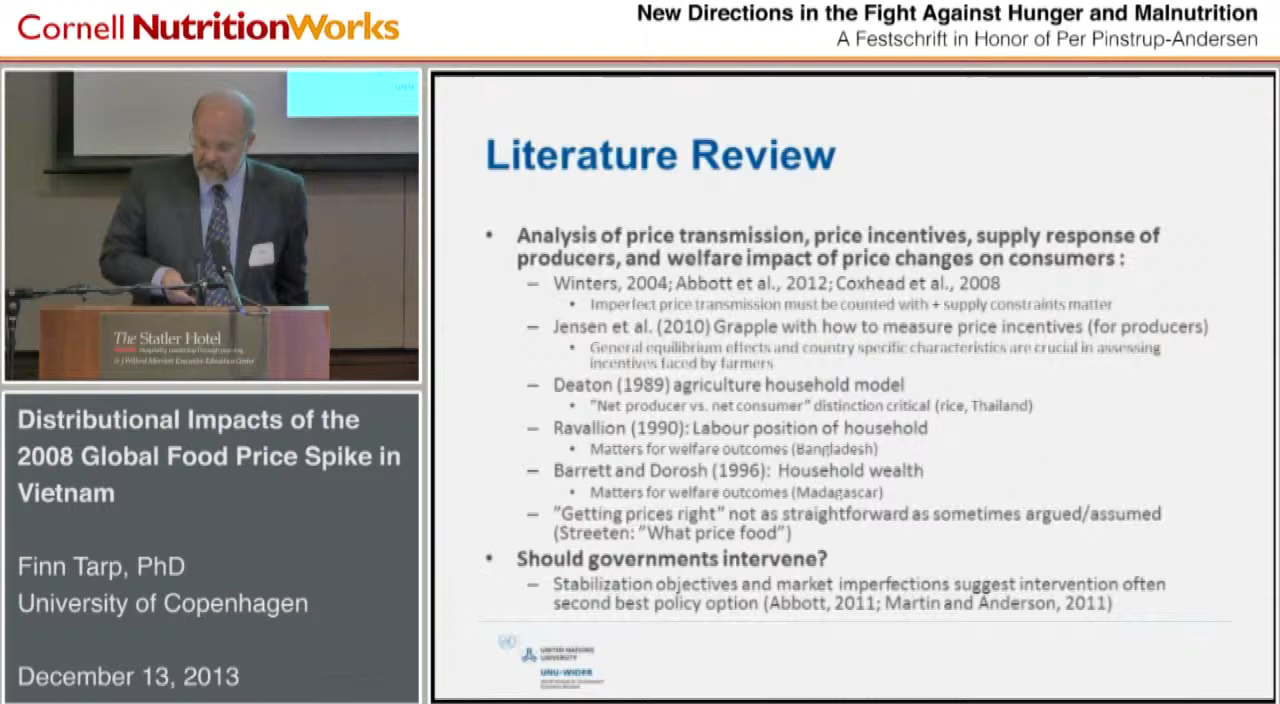 Cornell NutritionWorks
New Directions in the Fight Against Hunger and Malnutrition
A Festschrift in Honor of Per Pinstrup-Andersen
UNU
The Statler Hotel
& J. Willard Marriott Executive Education Center
Distributional Impacts of the
2008 Global Food Price Spike in
Vietnam
Finn Tarp, PhD
University of Copenhagen
December 13, 2013
Literature Review
• Analysis of price transmission, price incentives, supply response of
producers, and welfare impact of price changes on consumers :
– Winters, 2004; Abbott et al., 2012; Coxhead et al., 2008
• Imperfect price transmission must be counted with + supply constraints matter
– Jensen et al. (2010) Grapple with how to measure price incentives (for producers)
• General equilibrium effects and country specific characteristics are crucial in assessing
incentives faced by farmers
– Deaton (1989) agriculture household model
• "Net producer vs. net consumer" distinction critical (rice, Thailand)
– Ravallion (1990): Labour position of household
• Matters for welfare outcomes (Bangladesh)
– Barrett and Dorosh (1996): Household wealth
• Matters for welfare outcomes (Madagascar)
– "Getting prices right" not as straightforward as sometimes argued/assumed
(Streeten: "What price food")
• Should governments intervene?
– Stabilization objectives and market imperfections suggest intervention often
second best policy option (Abbott, 2011; Martin and Anderson, 2011)
UNITED NATIONS
UNIVERSITY
UNU-WIDER